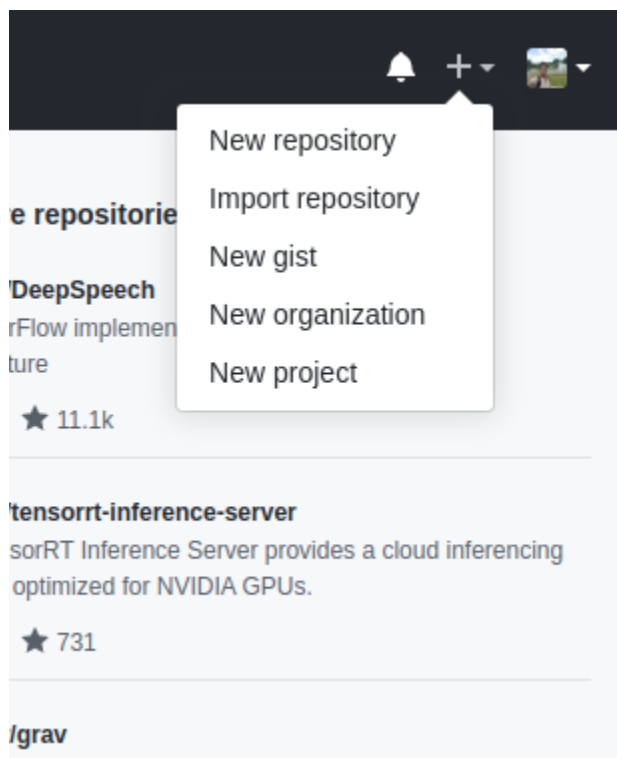 New repository
Import repository
New gist
New organization
New project
e repositorie
/DeepSpeech
rFlow implemen
ture
11.1k
/tensorrt-inference-server
sorRT Inference Server provides a cloud inferencing
optimized for NVIDIA GPUs.
731
/grav